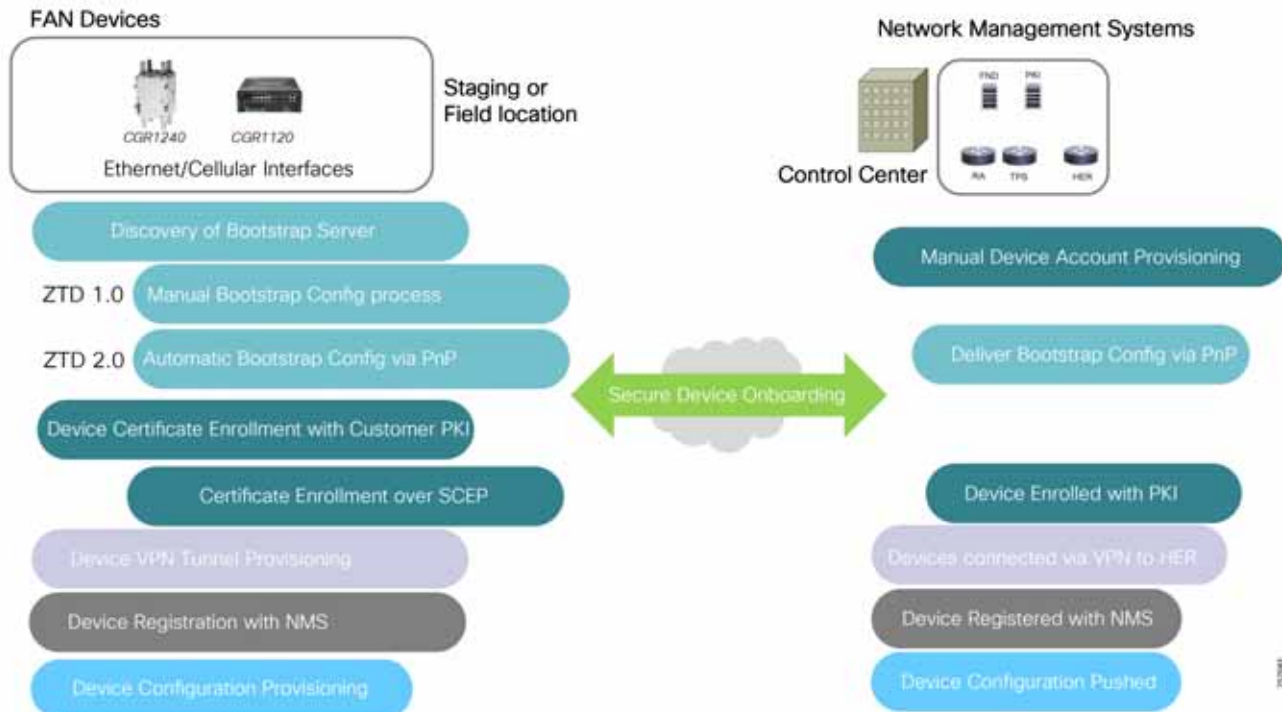 FAN Devices
CGR1240
CGR1120
Ethernet/Cellular Interfaces
Staging or
Field location
Network Management Systems
FND
PKI
RA
TPS
HER
Control Center
Discovery of Bootstrap Server
ZTD 1.0
Manual Bootstrap Config process
ZTD 2.0
Automatic Bootstrap Config via PnP
Device Certificate Enrollment with Customer PKI
Certificate Enrollment over SCEP
Device VPN Tunnel Provisioning
Device Registration with NMS
Device Configuration Provisioning
Secure Device Onboarding
Manual Device Account Provisioning
Deliver Bootstrap Config via PnP
Device Enrolled with PKI
Devices connected via VPN to HER
Device Registered with NMS
Device Configuration Pushed